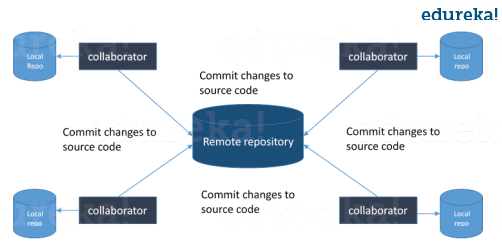 edureka!
Local
Repo
collaborator
collaborator
Local
repo
Commit changes to
source code
Commit changes to
source code
Remote repository
Commit changes to
source code
Commit changes to
source code
Local
repo
collaborator
collaborator
Local
repo